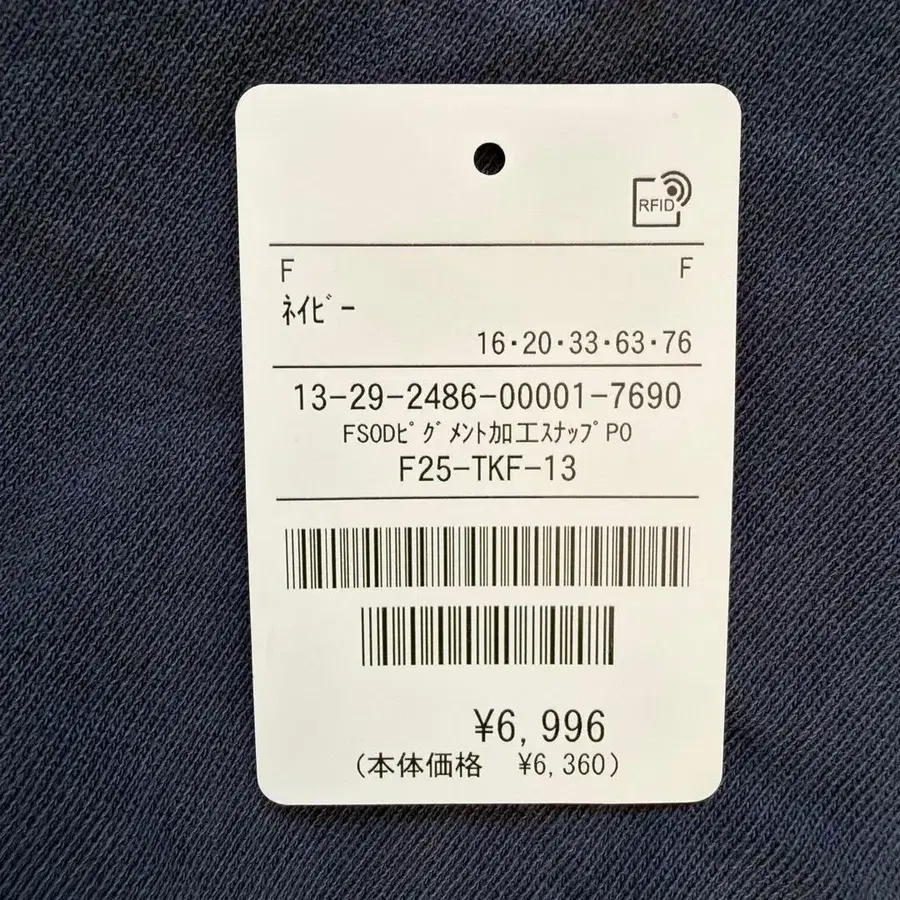 RFID
F F
ﾈｲﾋﾞｰ
16・20・33・63・76
13-29-2486-00001-7690
FSODﾋﾟｸﾞﾒﾝﾄ加工ｽﾅｯﾌﾟPO
F25-TKF-13
¥6,996
(本体価格 ¥6,360)